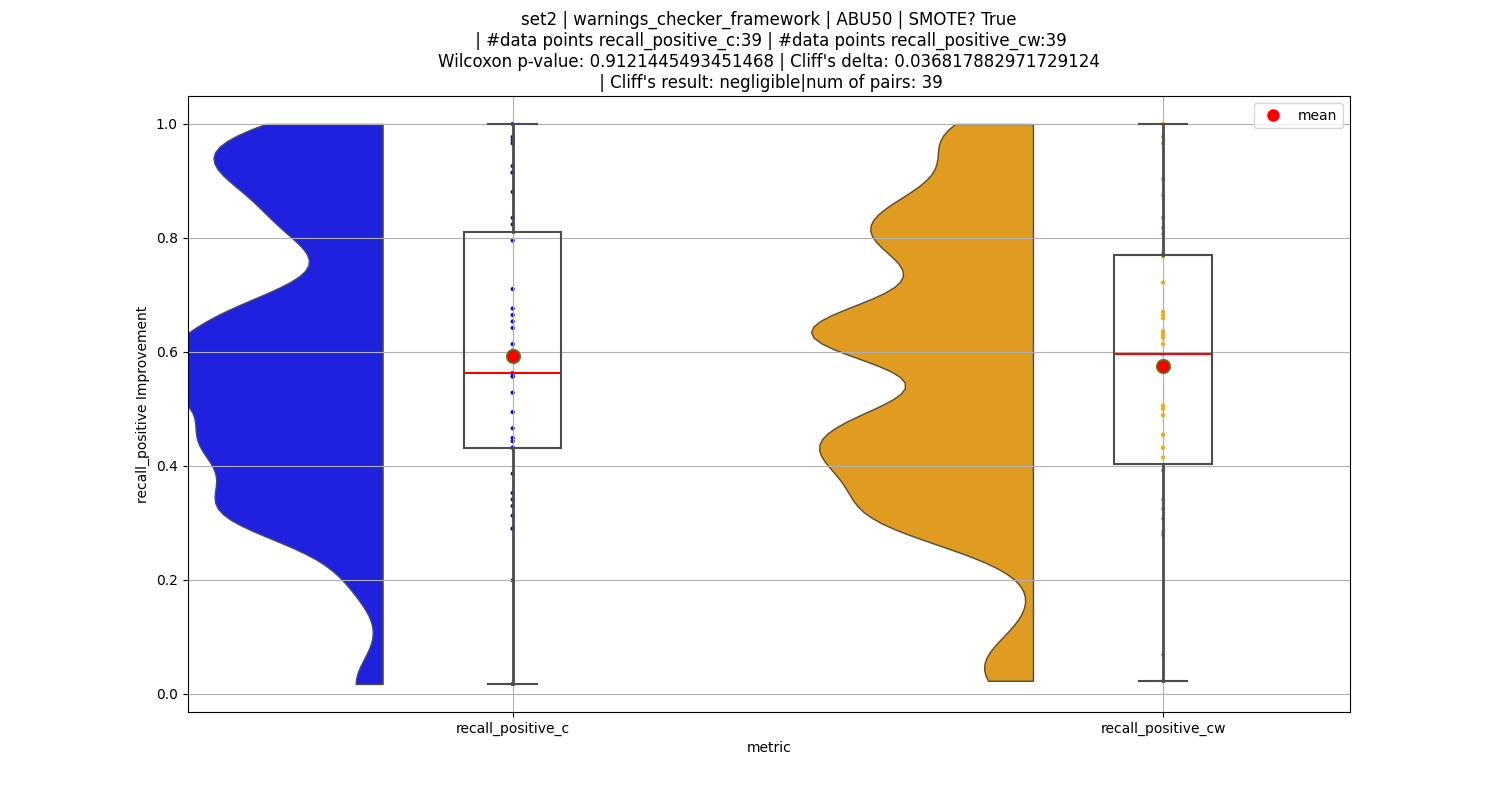 set2 | warnings_checker_framework | ABU50 | SMOTE? True
| #data points recall_positive_c:39 | #data points recall_positive_cw:39
Wilcoxon p-value: 0.9121445493451468 | Cliff's delta: 0.036817882971729124
| Cliff's result: negligible|num of pairs: 39
mean
1.0
0.8
0.6
0.4
0.2
0.0
recall_positive Improvement
recall_positive_c
recall_positive_cw
metric